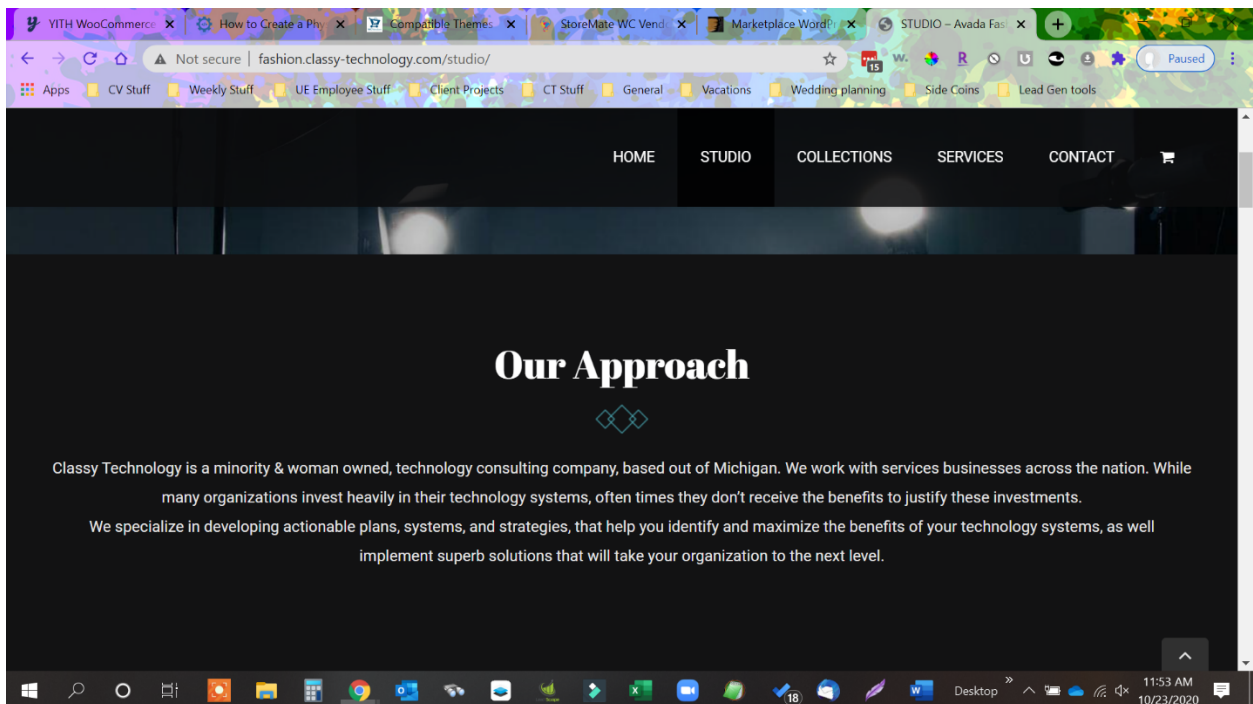 YITH WooCommerce
How to Create a Phy
Compatible Themes
StoreMate WC Vend
Marketplace WordPr
STUDIO – Avada Fas
Not secure | fashion.classy-technology.com/studio/
15
W.
R
Paused
Apps
CV Stuff
Weekly Stuff
UE Employee Stuff
Client Projects
CT Stuff
General
Vacations
Wedding planning
Side Coins
Lead Gen tools
HOME
STUDIO
COLLECTIONS
SERVICES
CONTACT
Our Approach
Classy Technology is a minority & woman owned, technology consulting company, based out of Michigan. We work with services businesses across the nation. While
many organizations invest heavily in their technology systems, often times they don’t receive the benefits to justify these investments.
We specialize in developing actionable plans, systems, and strategies, that help you identify and maximize the benefits of your technology systems, as well
implement superb solutions that will take your organization to the next level.
18
Desktop
11:53 AM
10/23/2020